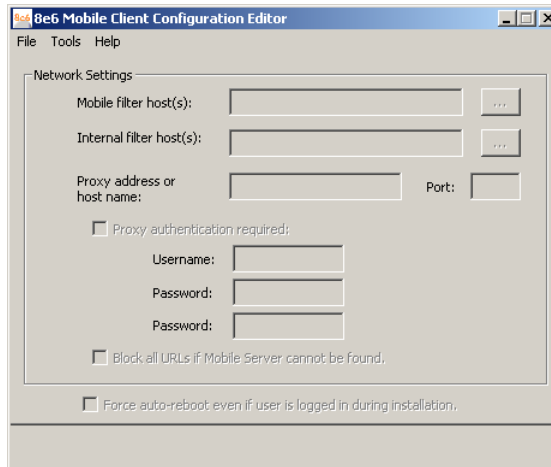 8e6 8e6 Mobile Client Configuration Editor
File Tools Help
Network Settings
Mobile filter host(s): ...
Internal filter host(s): ...
Proxy address or
host name:
Port:
Proxy authentication required:
Username:
Password:
Password:
Block all URLs if Mobile Server cannot be found.
Force auto-reboot even if user is logged in during installation.